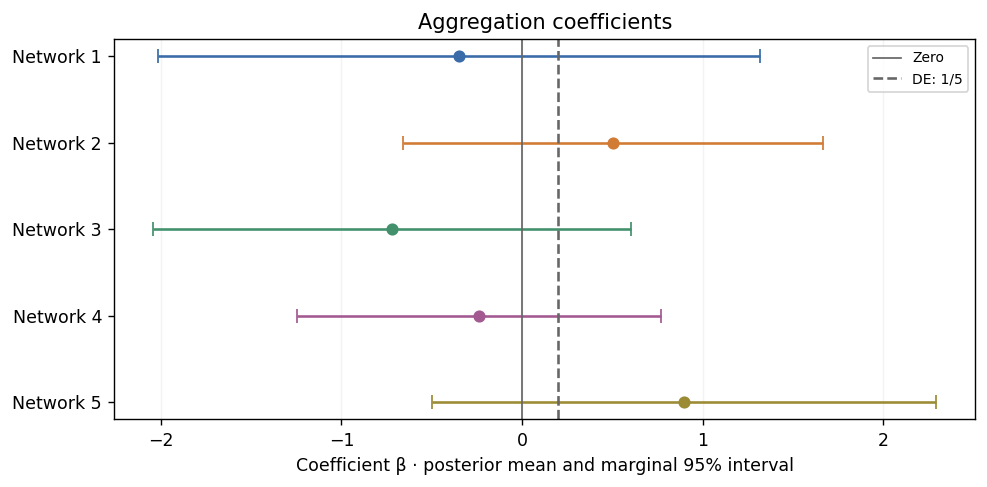 Aggregation coefficients
Network 1
Network 2
Network 3
Network 4
Network 5
Zero
DE: 1/5
−2
−1
0
1
2
Coefficient β · posterior mean and marginal 95% interval